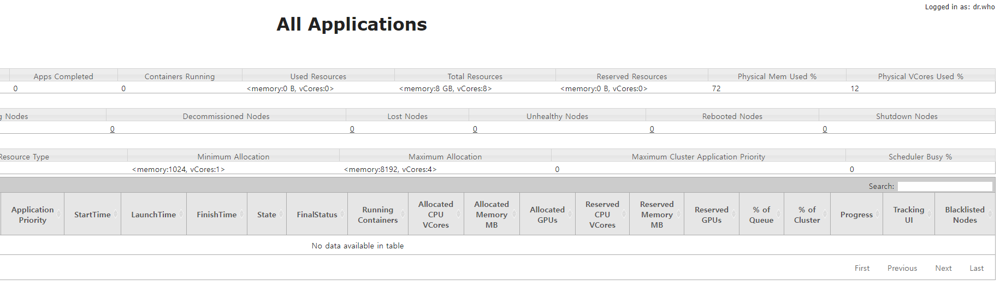 Logged in as: dr.who
All Applications
Apps Completed Containers Running Used Resources Total Resources Reserved Resources Physical Mem Used % Physical VCores Used %
0 0 <memory:0 B, vCores:0> <memory:8 GB, vCores:8> <memory:0 B, vCores:0> 72 12
g Nodes Decommissioned Nodes Lost Nodes Unhealthy Nodes Rebooted Nodes Shutdown Nodes
0 0 0 0 0
Resource Type Minimum Allocation Maximum Allocation Maximum Cluster Application Priority Scheduler Busy %
<memory:1024, vCores:1> <memory:8192, vCores:4> 0 0
Search:
Application Priority StartTime LaunchTime FinishTime State FinalStatus Running Containers Allocated CPU VCores Allocated Memory MB Allocated GPUs Reserved CPU VCores Reserved Memory MB Reserved GPUs % of Queue % of Cluster Progress Tracking UI Blacklisted Nodes
No data available in table
First Previous Next Last